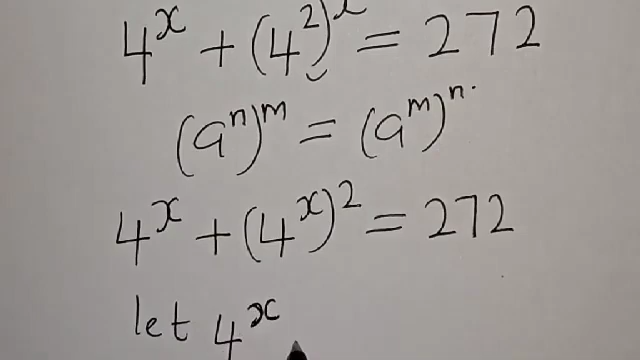 4^x + (4^2)^x = 272
(a^n)^m = (a^m)^n.
4^x + (4^x)^2 = 272
let 4^x